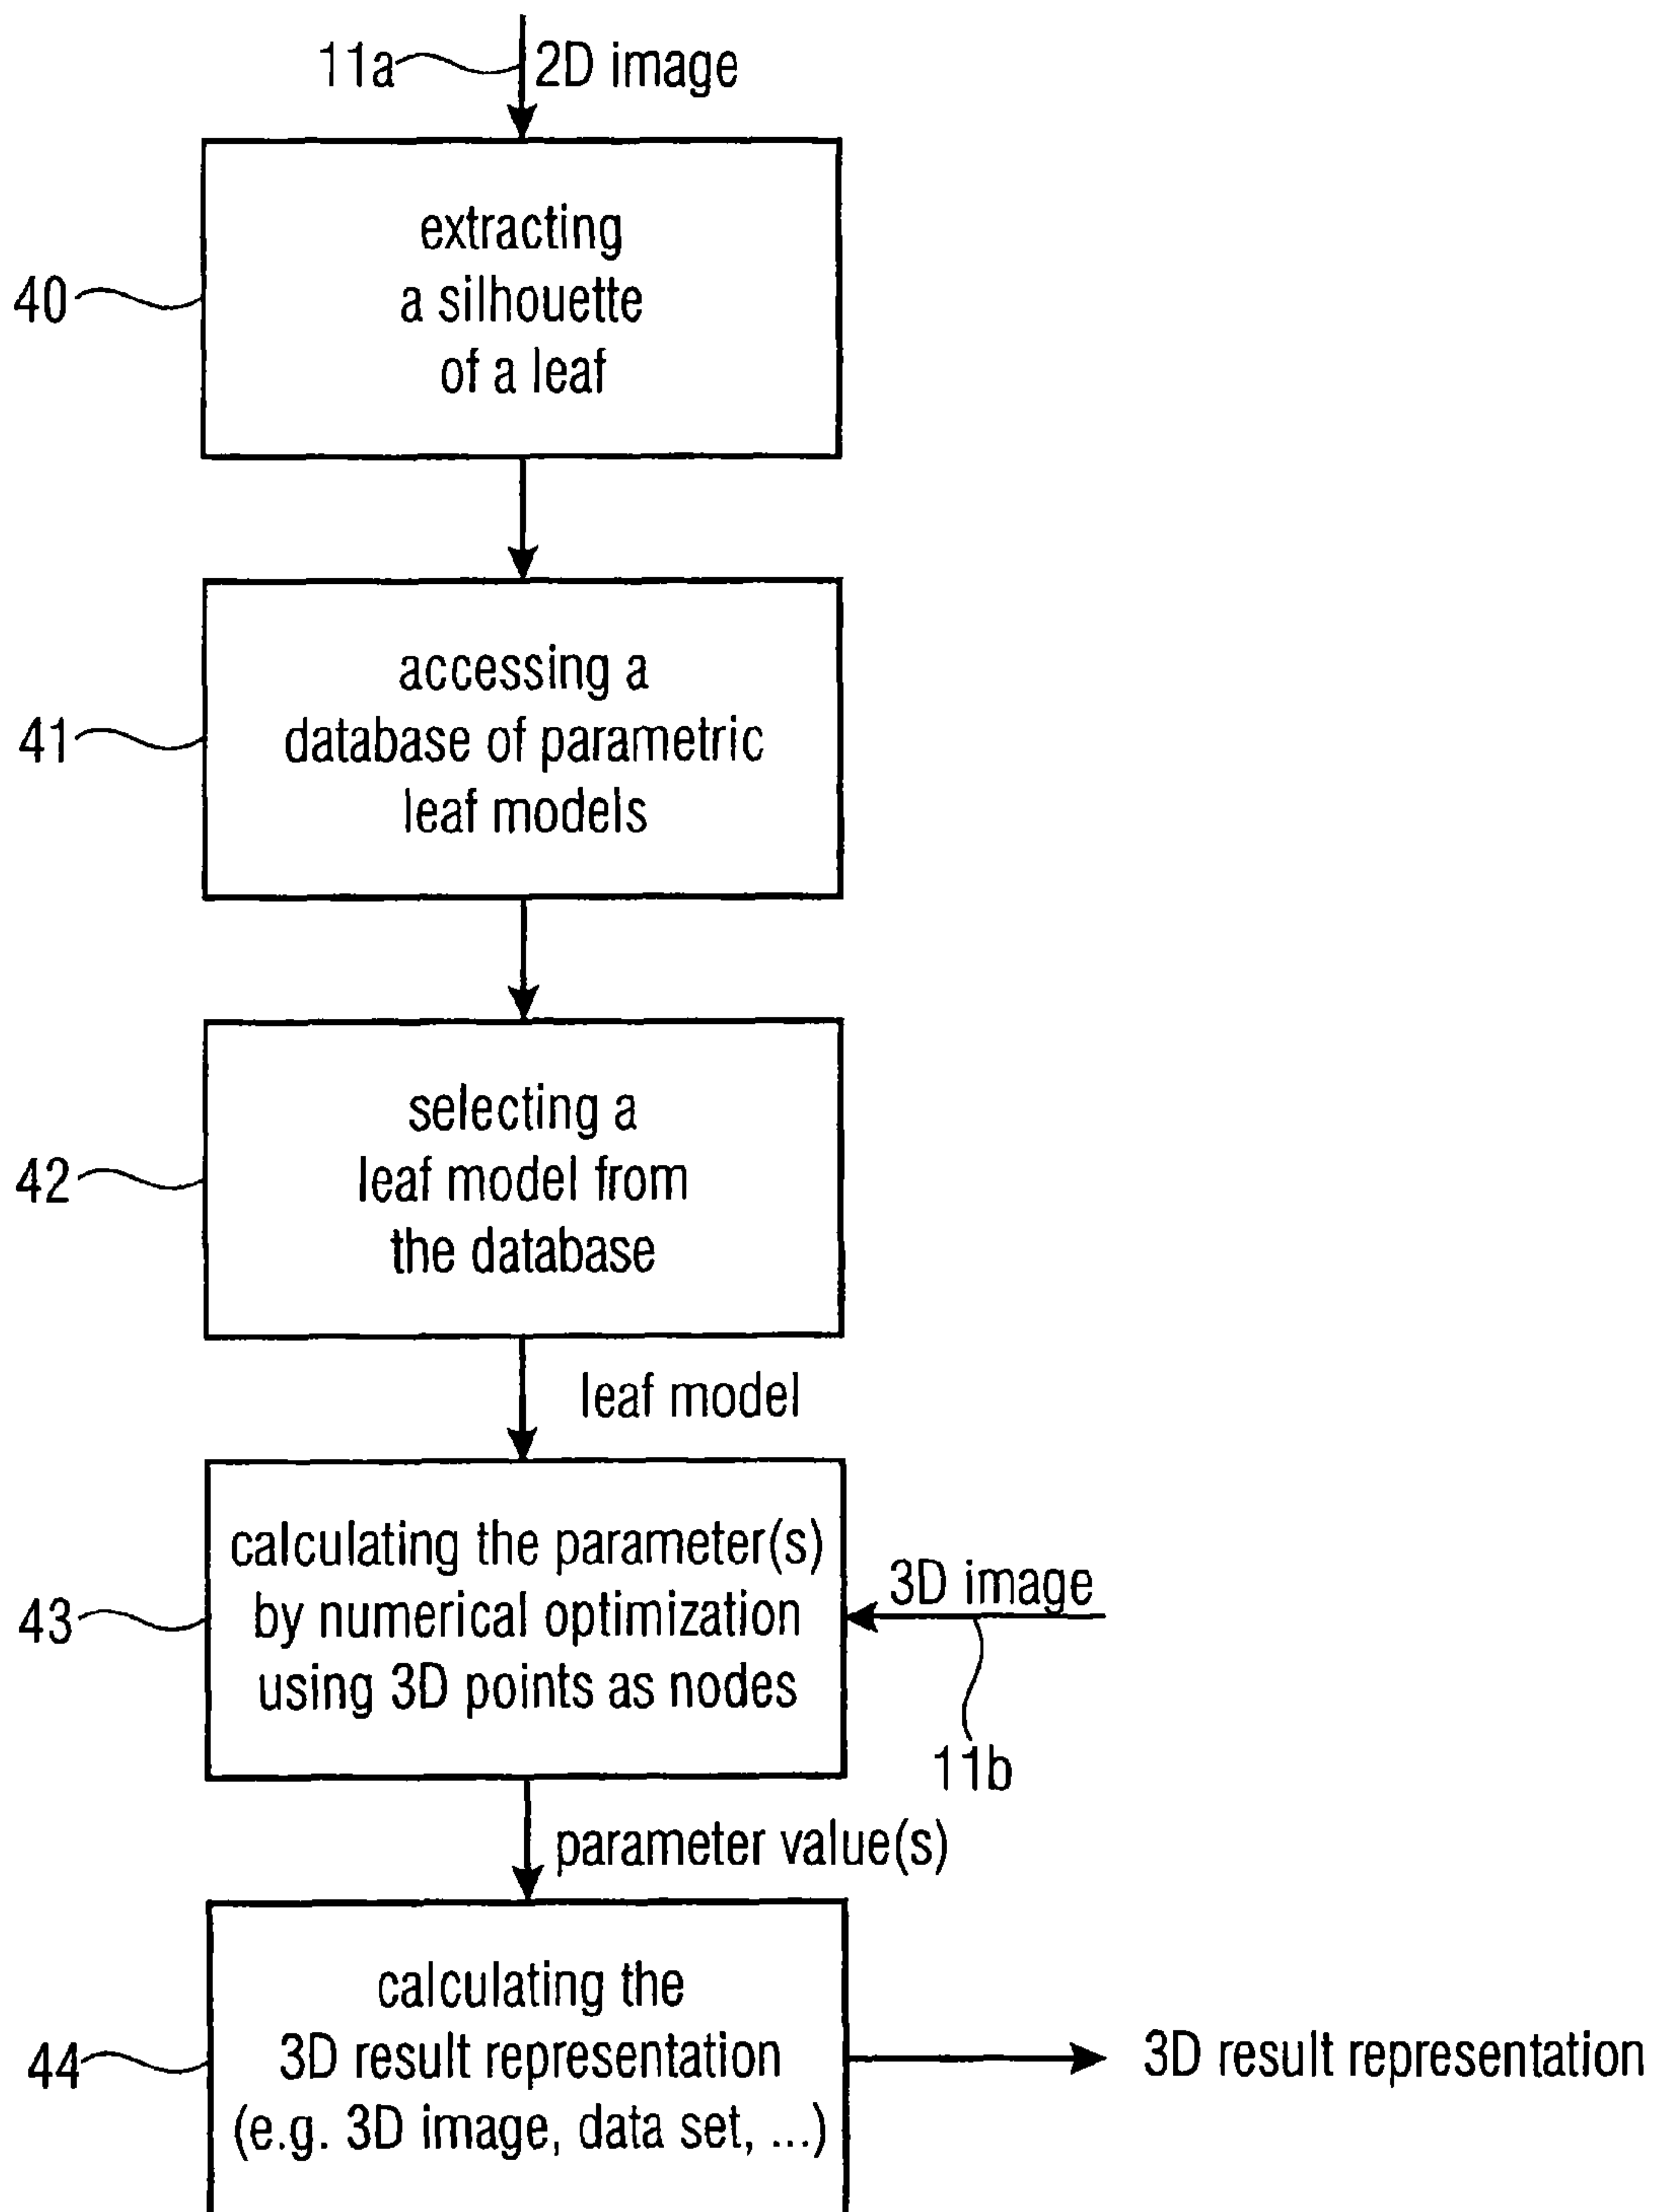 11a 2D image
extracting
a silhouette
40
of a leaf
accessing a
41
database of parametric
leaf models
selecting a
42
leaf model from
the database
leaf model
calculating the parameter(s)
3D image
43
by numerical optimization
using 3D points as nodes
11b
parameter value(s)
calculating the
44
3D result representation
3D result representation
(e.g. 3D image, data set, ...)